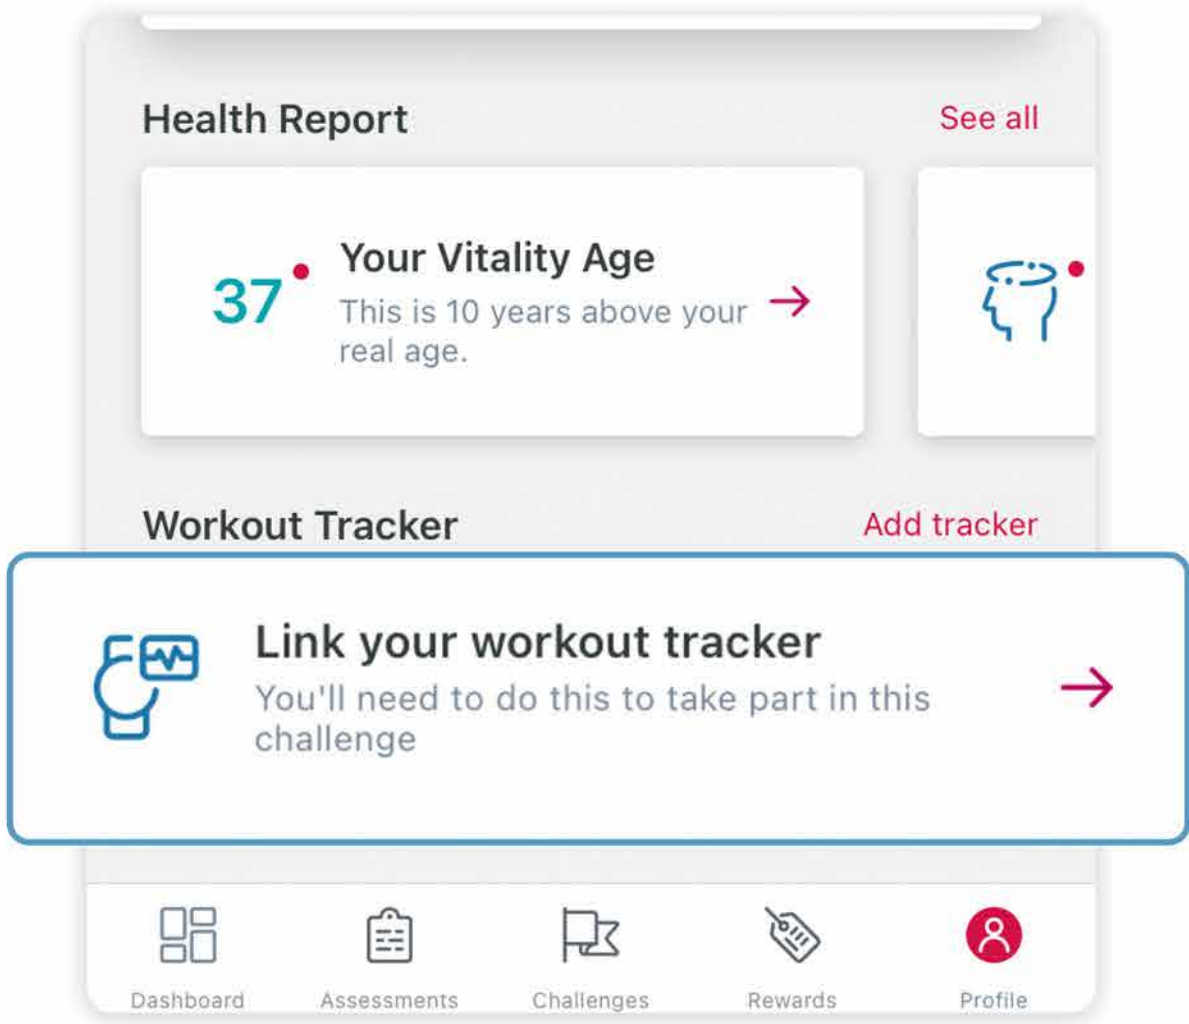 Health Report
See all
37
Your Vitality Age
This is 10 years above your
real age.
Workout Tracker
Add tracker
Link your workout tracker
You'll need to do this to take part in this
challenge
Dashboard
Assessments
Challenges
Rewards
Profile